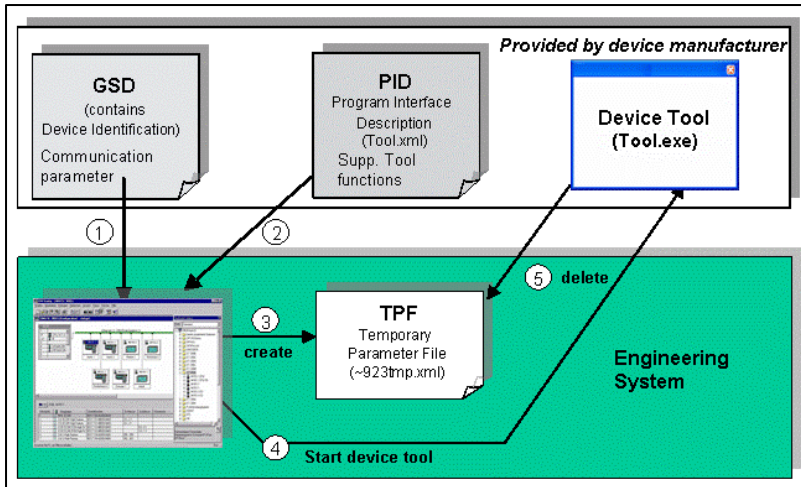 Provided by device manufacturer
GSD
(contains
Device Identification)
Communication
parameter
PID
Program Interface
Description
(Tool.xml)
Supp. Tool
functions
Device Tool
(Tool.exe)
1
2
5
delete
3
create
TPF
Temporary
Parameter File
(~923tmp.xml)
Engineering
System
4
Start device tool